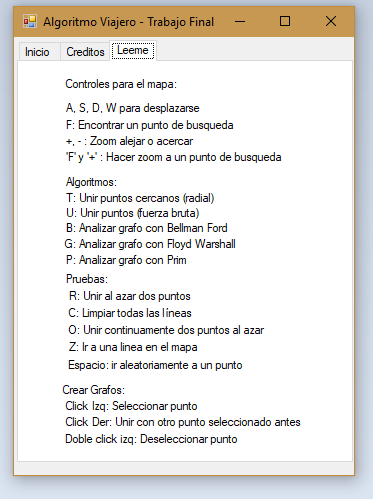 Algoritmo Viajero - Trabajo Final
Inicio Creditos Leeme
Controles para el mapa:
A, S, D, W para desplazarse
F: Encontrar un punto de busqueda
+, - : Zoom alejar o acercar
'F' y '+' : Hacer zoom a un punto de busqueda
Algoritmos:
T: Unir puntos cercanos (radial)
U: Unir puntos (fuerza bruta)
B: Analizar grafo con Bellman Ford
G: Analizar grafo con Floyd Warshall
P: Analizar grafo con Prim
Pruebas:
R: Unir al azar dos puntos
C: Limpiar todas las líneas
O: Unir continuamente dos puntos al azar
Z: Ir a una linea en el mapa
Espacio: ir aleatoriamente a un punto
Crear Grafos:
Click Izq: Seleccionar punto
Click Der: Unir con otro punto seleccionado antes
Doble click izq: Deseleccionar punto